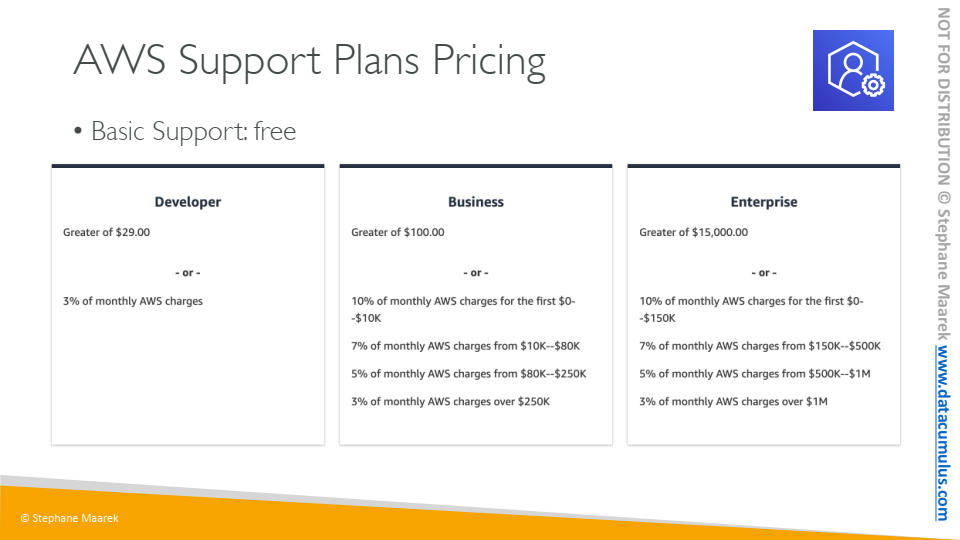 AWS Support Plans Pricing
• Basic Support: free
Developer
Greater of $29.00
- or -
3% of monthly AWS charges
Business
Greater of $100.00
- or -
10% of monthly AWS charges for the first $0-
-$10K
7% of monthly AWS charges from $10K--$80K
5% of monthly AWS charges from $80K--$250K
3% of monthly AWS charges over $250K
Enterprise
Greater of $15,000.00
- or -
10% of monthly AWS charges for the first $0-
-$150K
7% of monthly AWS charges from $150K--$500K
5% of monthly AWS charges from $500K--$1M
3% of monthly AWS charges over $1M
© Stephane Maarek
NOT FOR DISTRIBUTION © Stephane Maarek www.datacumulus.com